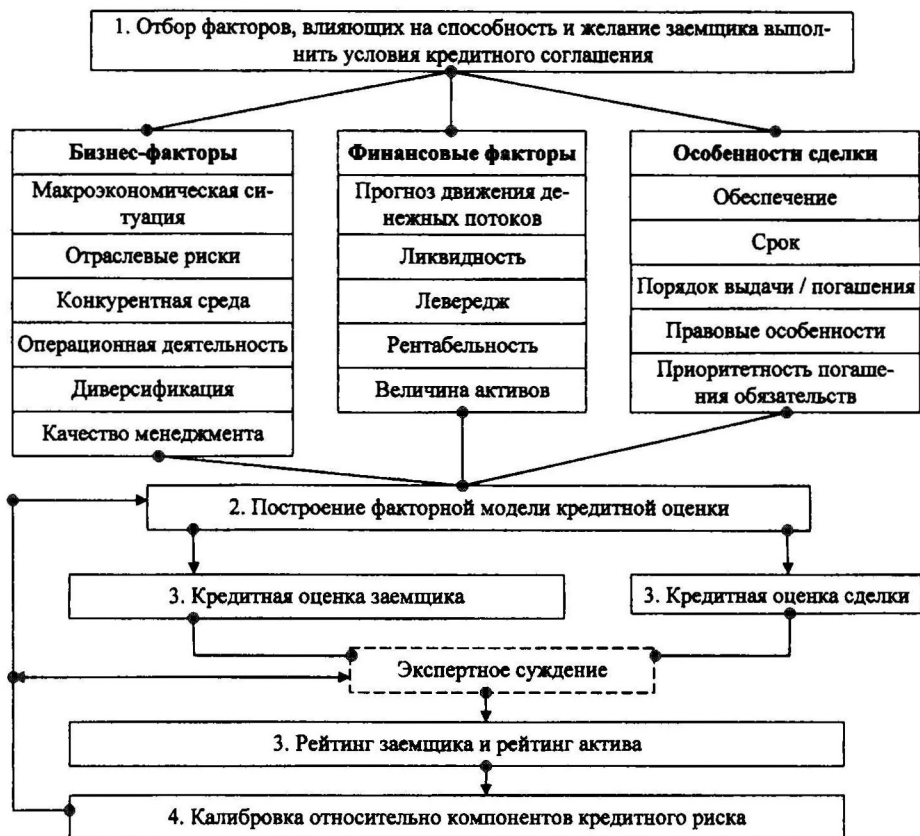 1. Отбор факторов, влияющих на способность и желание заемщика выпол-
нить условия кредитного соглашения
Бизнес-факторы
Макроэкономическая си-
туация
Отраслевые риски
Конкурентная среда
Операционная деятельность
Диверсификация
Качество менеджмента
Финансовые факторы
Прогноз движения де-
нежных потоков
Ликвидность
Левередж
Рентабельность
Величина активов
Особенности сделки
Обеспечение
Срок
Порядок выдачи / погашения
Правовые особенности
Приоритетность погаше-
ния обязательств
2. Построение факторной модели кредитной оценки
3. Кредитная оценка заемщика
3. Кредитная оценка сделки
Экспертное суждение
3. Рейтинг заемщика и рейтинг актива
4. Калибровка относительно компонентов кредитного риска